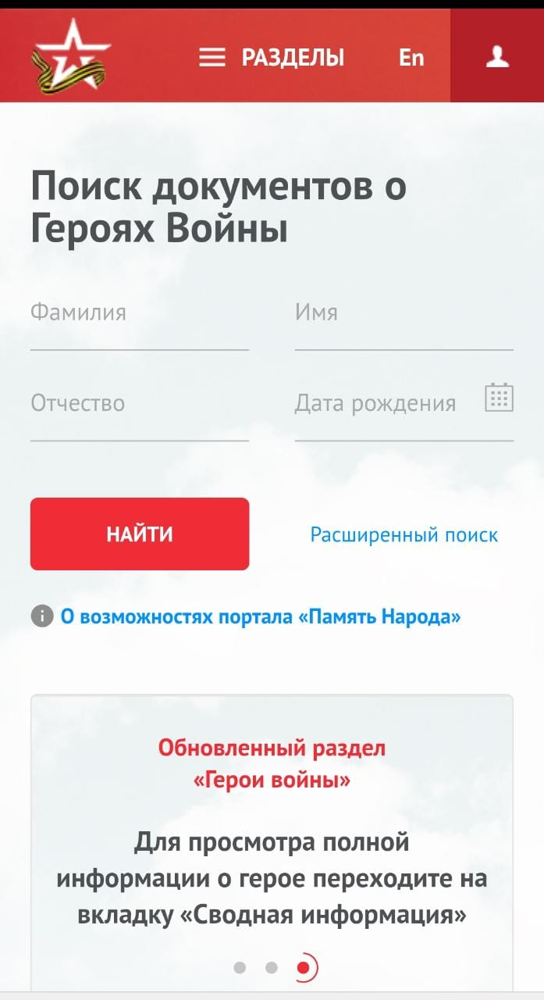 РАЗДЕЛЫ En
Поиск документов о
Героях Войны
Фамилия Имя
Отчество Дата рождения
НАЙТИ Расширенный поиск
О возможностях портала «Память Народа»
Обновленный раздел
«Герои войны»
Для просмотра полной
информации о герое переходите на
вкладку «Сводная информация»